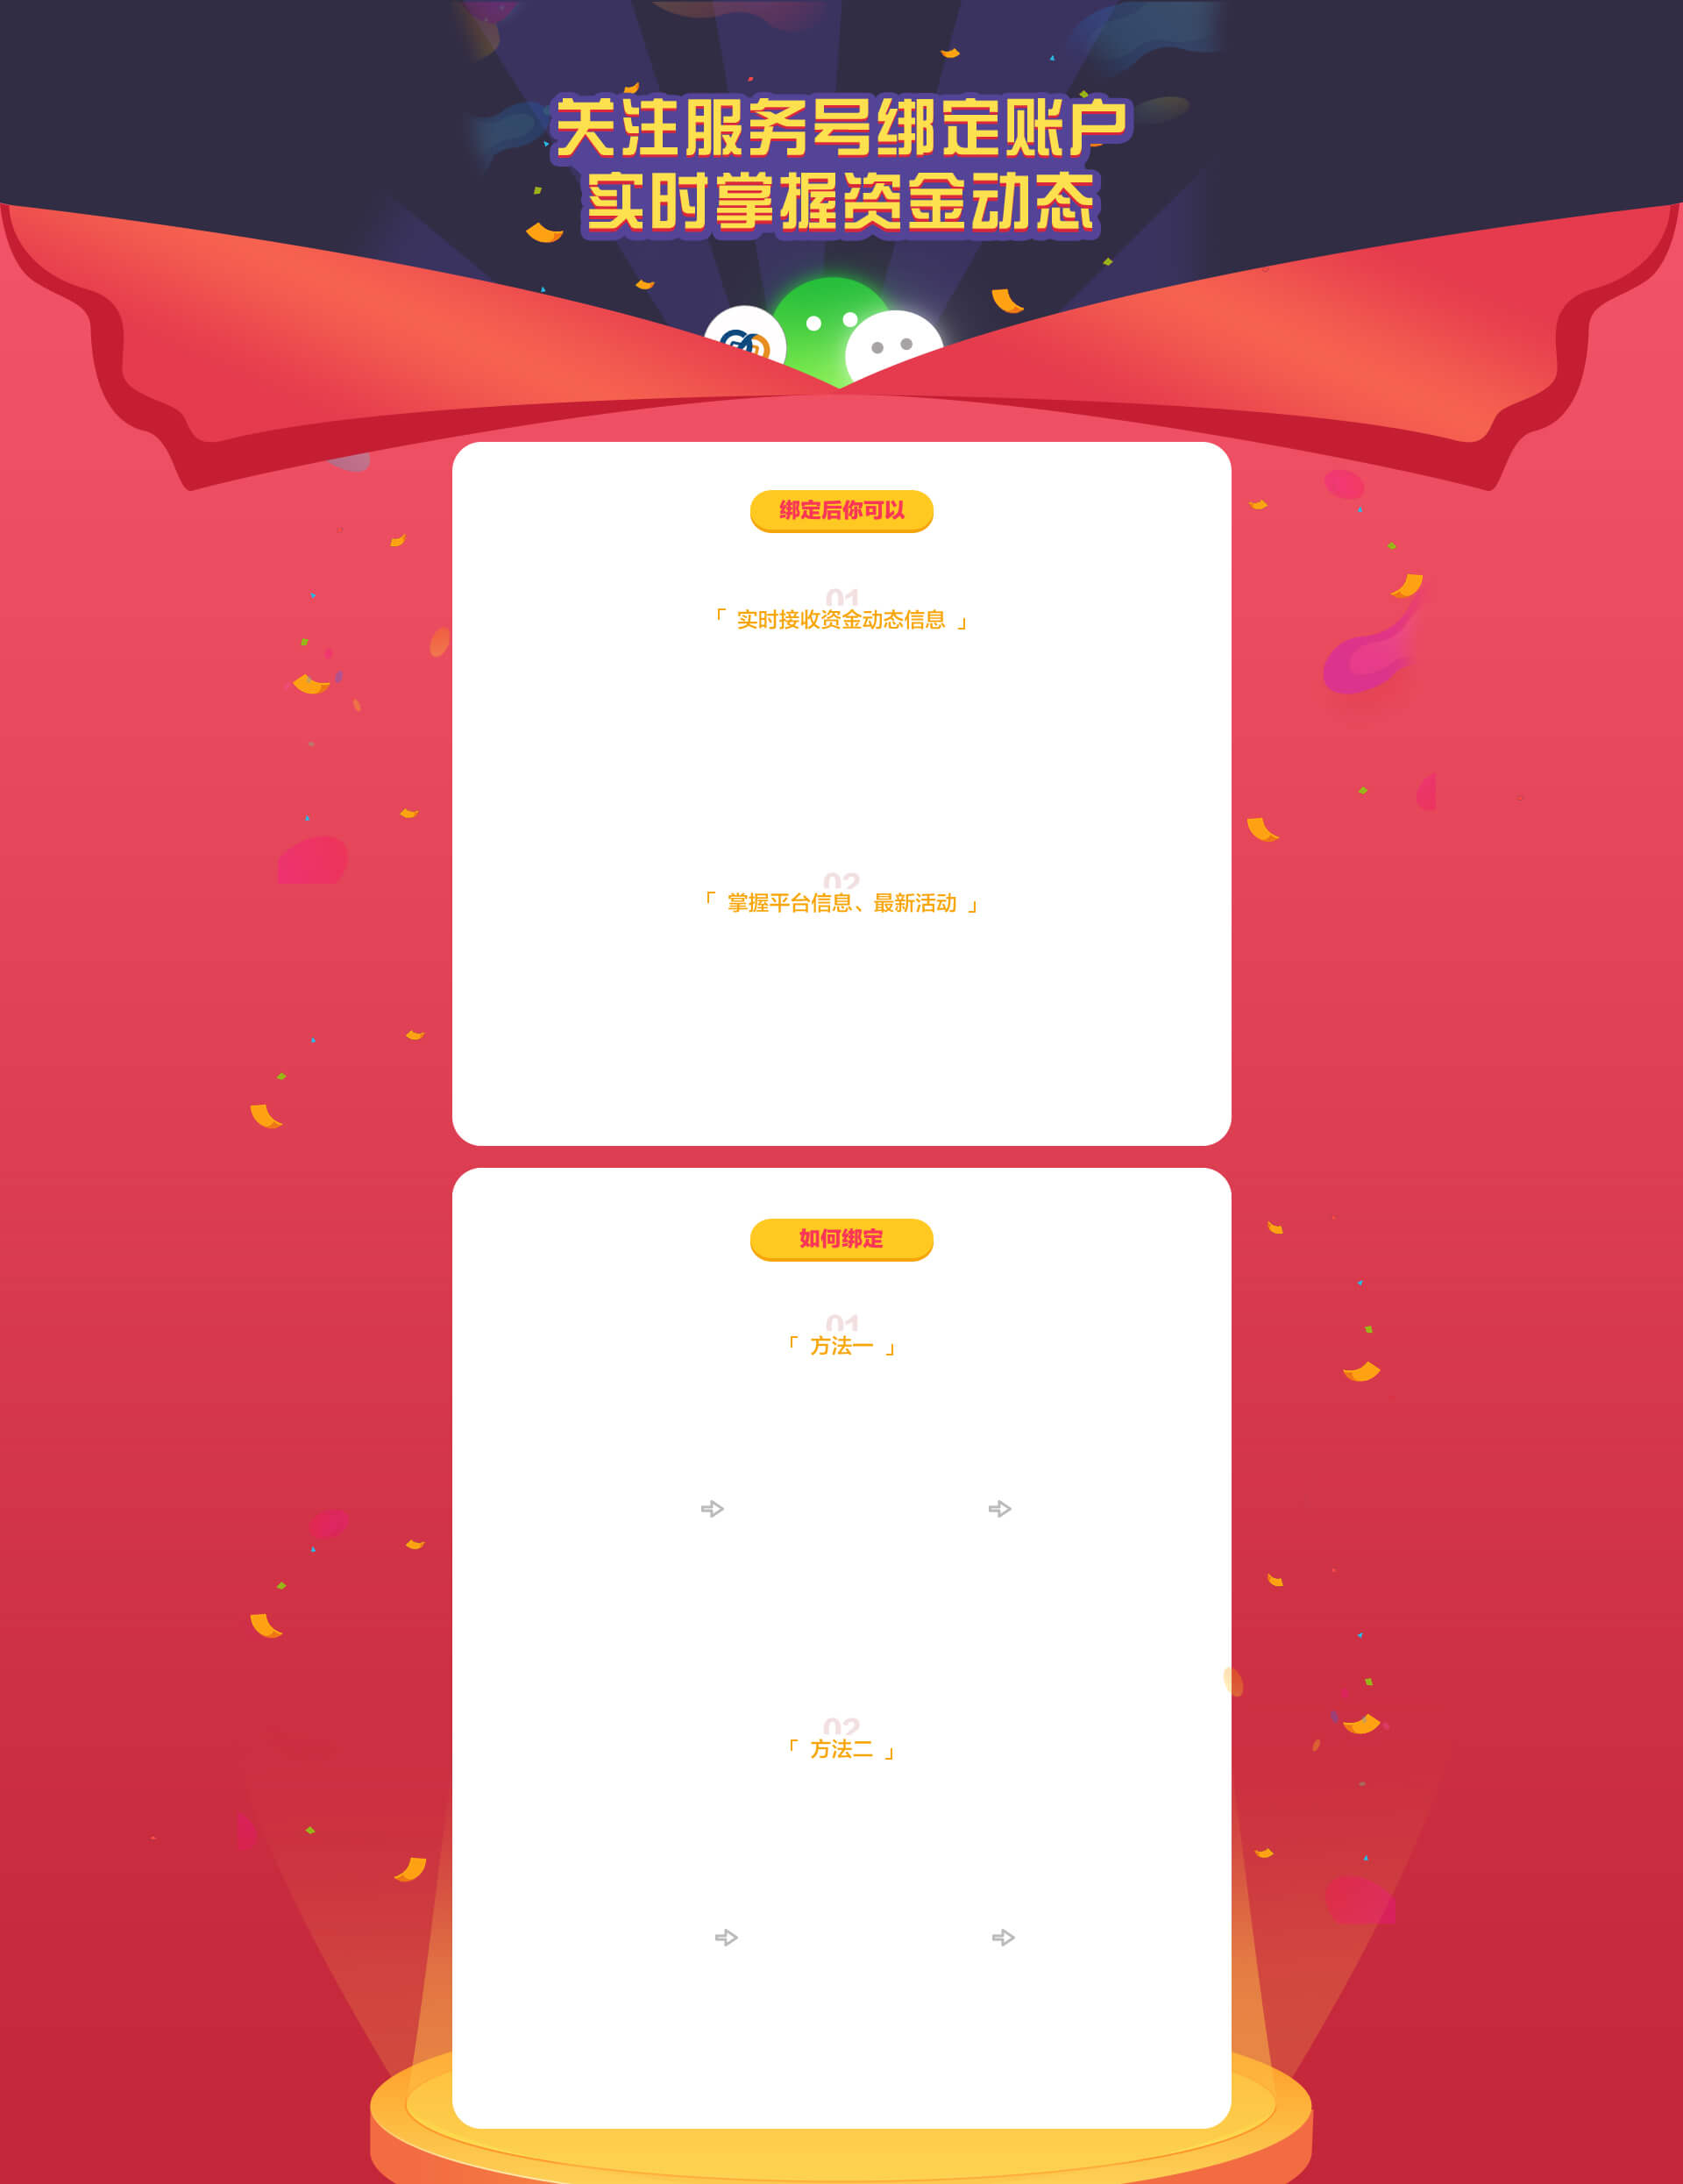 关注服务号绑定账户
实时掌握资金动态
绑定后你可以
01
「 实时接收资金动态信息 」
02
「 掌握平台信息、最新活动 」
如何绑定
01
「 方法一 」
02
「 方法二 」